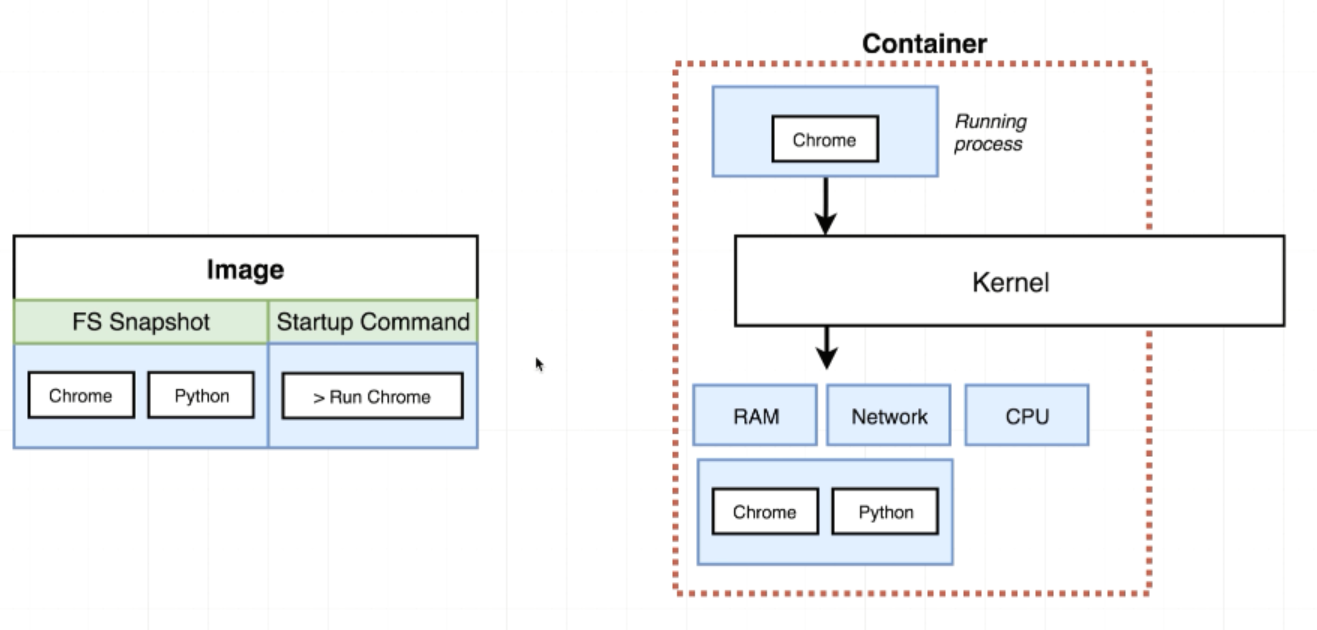 Container
Chrome
Running
process
Kernel
Image
FS Snapshot
Startup Command
Chrome
Python
> Run Chrome
RAM
Network
CPU
Chrome
Python